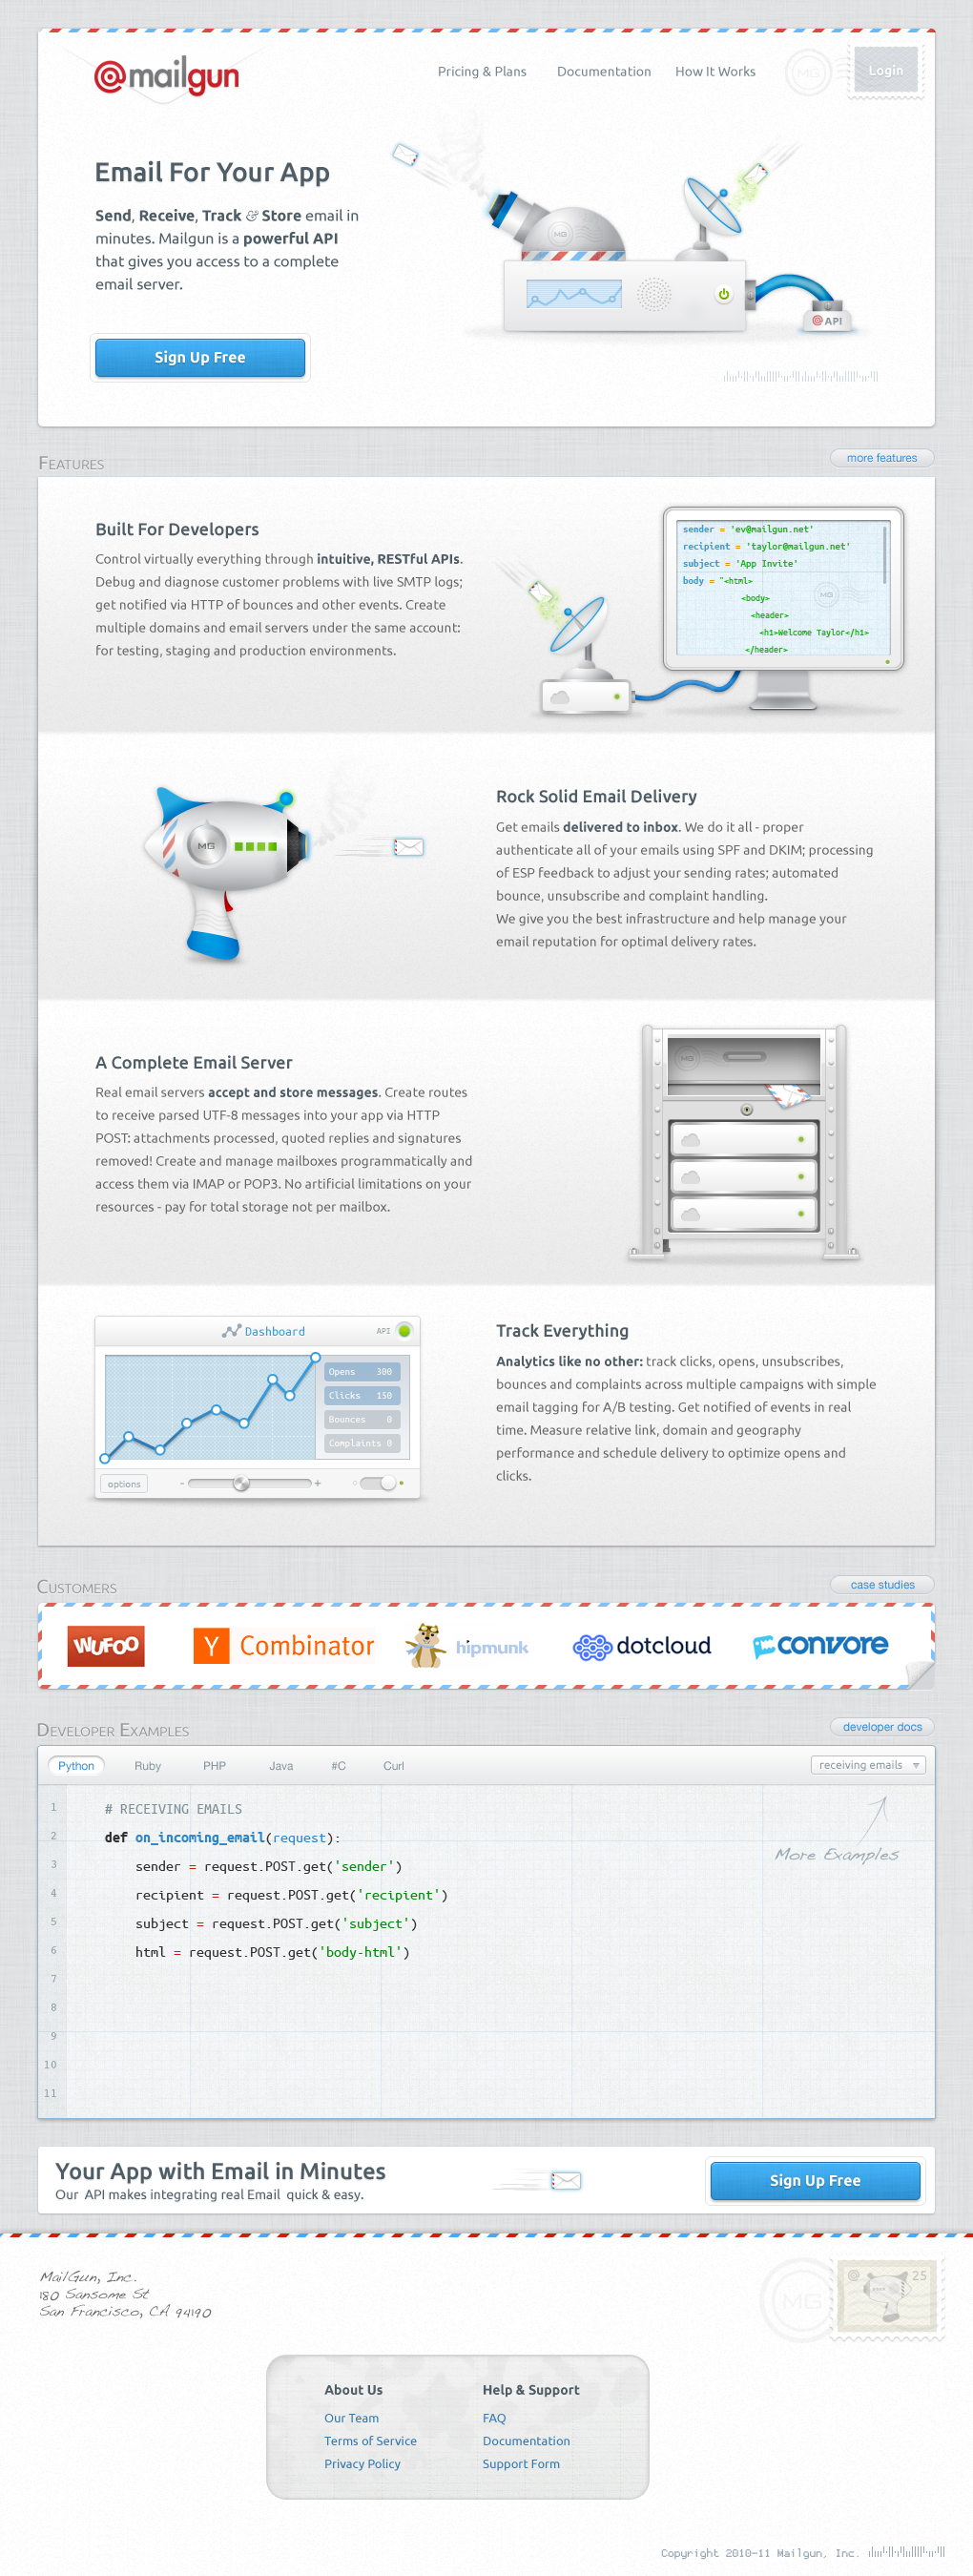 @mailgun
Pricing & Plans Documentation How It Works MG Login
Email For Your App
Send, Receive, Track & Store email in
minutes. Mailgun is a powerful API
that gives you access to a complete
email server.
MG
@ API
Sign Up Free
Features
more features
Built For Developers
Control virtually everything through intuitive, RESTful APIs.
Debug and diagnose customer problems with live SMTP logs;
get notified via HTTP of bounces and other events. Create
multiple domains and email servers under the same account:
for testing, staging and production environments.
sender = 'ev@mailgun.net'
recipient = 'taylor@mailgun.net'
subject = 'App Invite'
body = "<html>
<body>
<header>
<h1>Welcome Taylor</h1>
</header>
MG
MG
Rock Solid Email Delivery
Get emails delivered to inbox. We do it all - proper
authenticate all of your emails using SPF and DKIM; processing
of ESP feedback to adjust your sending rates; automated
bounce, unsubscribe and complaint handling.
We give you the best infrastructure and help manage your
email reputation for optimal delivery rates.
A Complete Email Server
Real email servers accept and store messages. Create routes
to receive parsed UTF-8 messages into your app via HTTP
POST: attachments processed, quoted replies and signatures
removed! Create and manage mailboxes programmatically and
access them via IMAP or POP3. No artificial limitations on your
resources - pay for total storage not per mailbox.
MG
Dashboard API
Opens 300
Clicks 150
Bounces 0
Complaints 0
options - +
Track Everything
Analytics like no other: track clicks, opens, unsubscribes,
bounces and complaints across multiple campaigns with simple
email tagging for A/B testing. Get notified of events in real
time. Measure relative link, domain and geography
performance and schedule delivery to optimize opens and
clicks.
Customers
case studies
WUFOO Y Combinator hipmunk dotcloud convore
Developer Examples
developer docs
Python Ruby PHP Java #C Curl receiving emails
1 # RECEIVING EMAILS
2 def on_incoming_email(request):
3 sender = request.POST.get('sender')
4 recipient = request.POST.get('recipient')
5 subject = request.POST.get('subject')
6 html = request.POST.get('body-html')
7
8
9
10
11
More Examples
Your App with Email in Minutes
Our API makes integrating real Email quick & easy.
Sign Up Free
MailGun, Inc.
180 Sansome St
San Francisco, CA 94190
MG @ 25
About Us
Our Team
Terms of Service
Privacy Policy
Help & Support
FAQ
Documentation
Support Form
Copyright 2010-11 Mailgun, Inc.